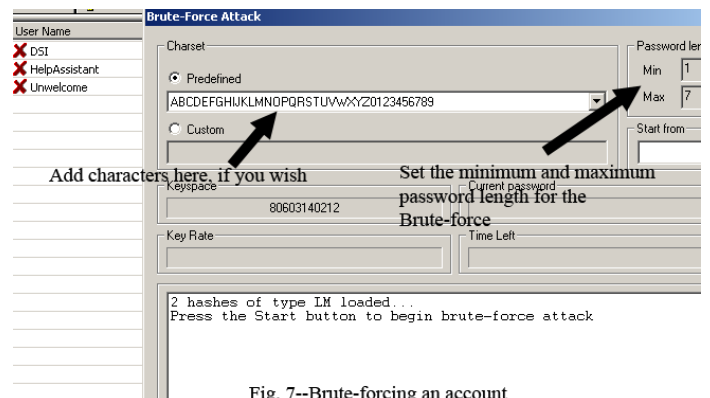 Brute-Force Attack
User Name
DSI
HelpAssistant
Unwelcome
Charset
Predefined
ABCDEFGHIJKLMNOPQRSTUVWXYZ0123456789
Custom
Password len
Min 1
Max 7
Start from
Add characters here, if you wish
Set the minimum and maximum
password length for the
Brute-force
Keyspace
80603140212
Current password
Key Rate
Time Left
2 hashes of type LM loaded...
Press the Start button to begin brute-force attack
Fig. 7--Brute-forcing an account